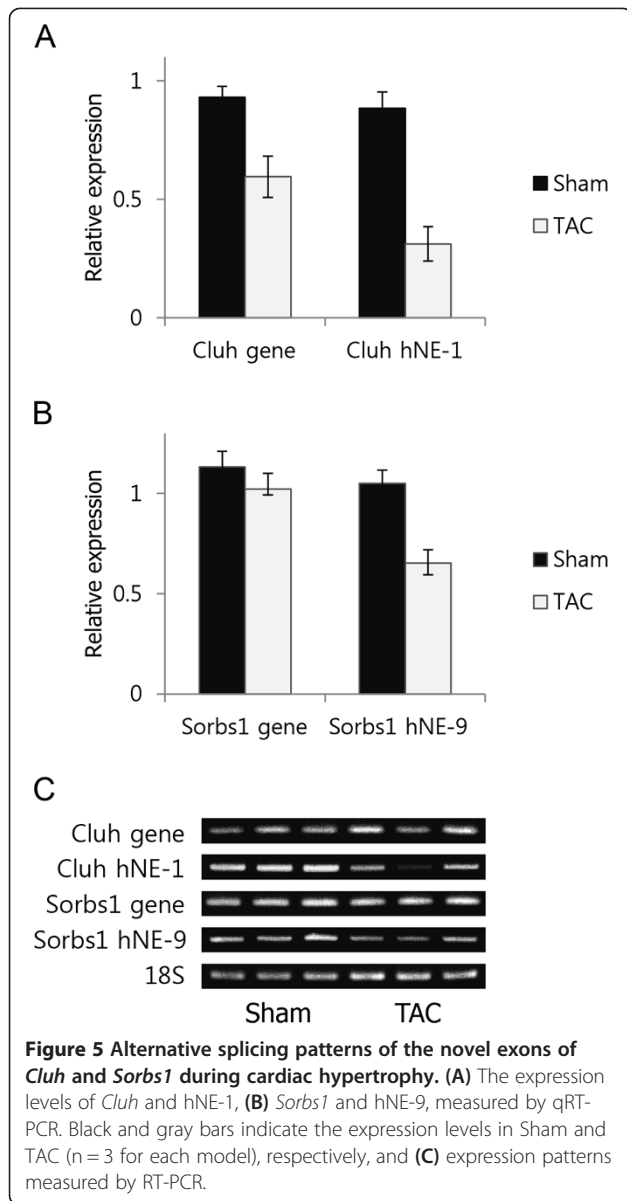 A
Relative expression
1
0.5
0
Cluh gene
Cluh hNE-1
Sham
TAC
B
Relative expression
1
0.5
0
Sorbs1 gene
Sorbs1 hNE-9
Sham
TAC
C
Cluh gene
Cluh hNE-1
Sorbs1 gene
Sorbs1 hNE-9
18S
Sham
TAC
Figure 5 Alternative splicing patterns of the novel exons of
Cluh and Sorbs1 during cardiac hypertrophy. (A) The expression
levels of Cluh and hNE-1, (B) Sorbs1 and hNE-9, measured by qRT-
PCR. Black and gray bars indicate the expression levels in Sham and
TAC (n = 3 for each model), respectively, and (C) expression patterns
measured by RT-PCR.